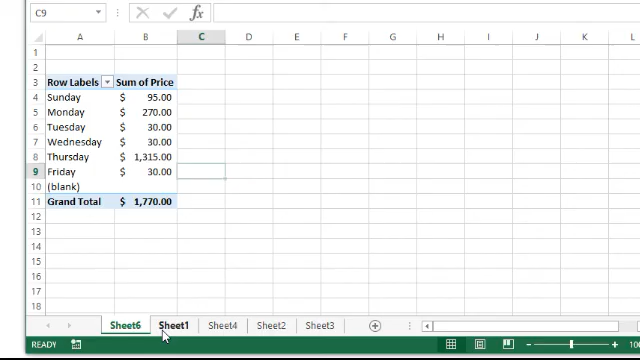 C9 fx
A B C D E F G H I J K L
1
2
3 Row Labels Sum of Price
4 Sunday $ 95.00
5 Monday $ 270.00
6 Tuesday $ 30.00
7 Wednesday $ 30.00
8 Thursday $ 1,315.00
9 Friday $ 30.00
10 (blank)
11 Grand Total $ 1,770.00
12
13
14
15
16
17
18
Sheet6 Sheet1 Sheet4 Sheet2 Sheet3
READY 100